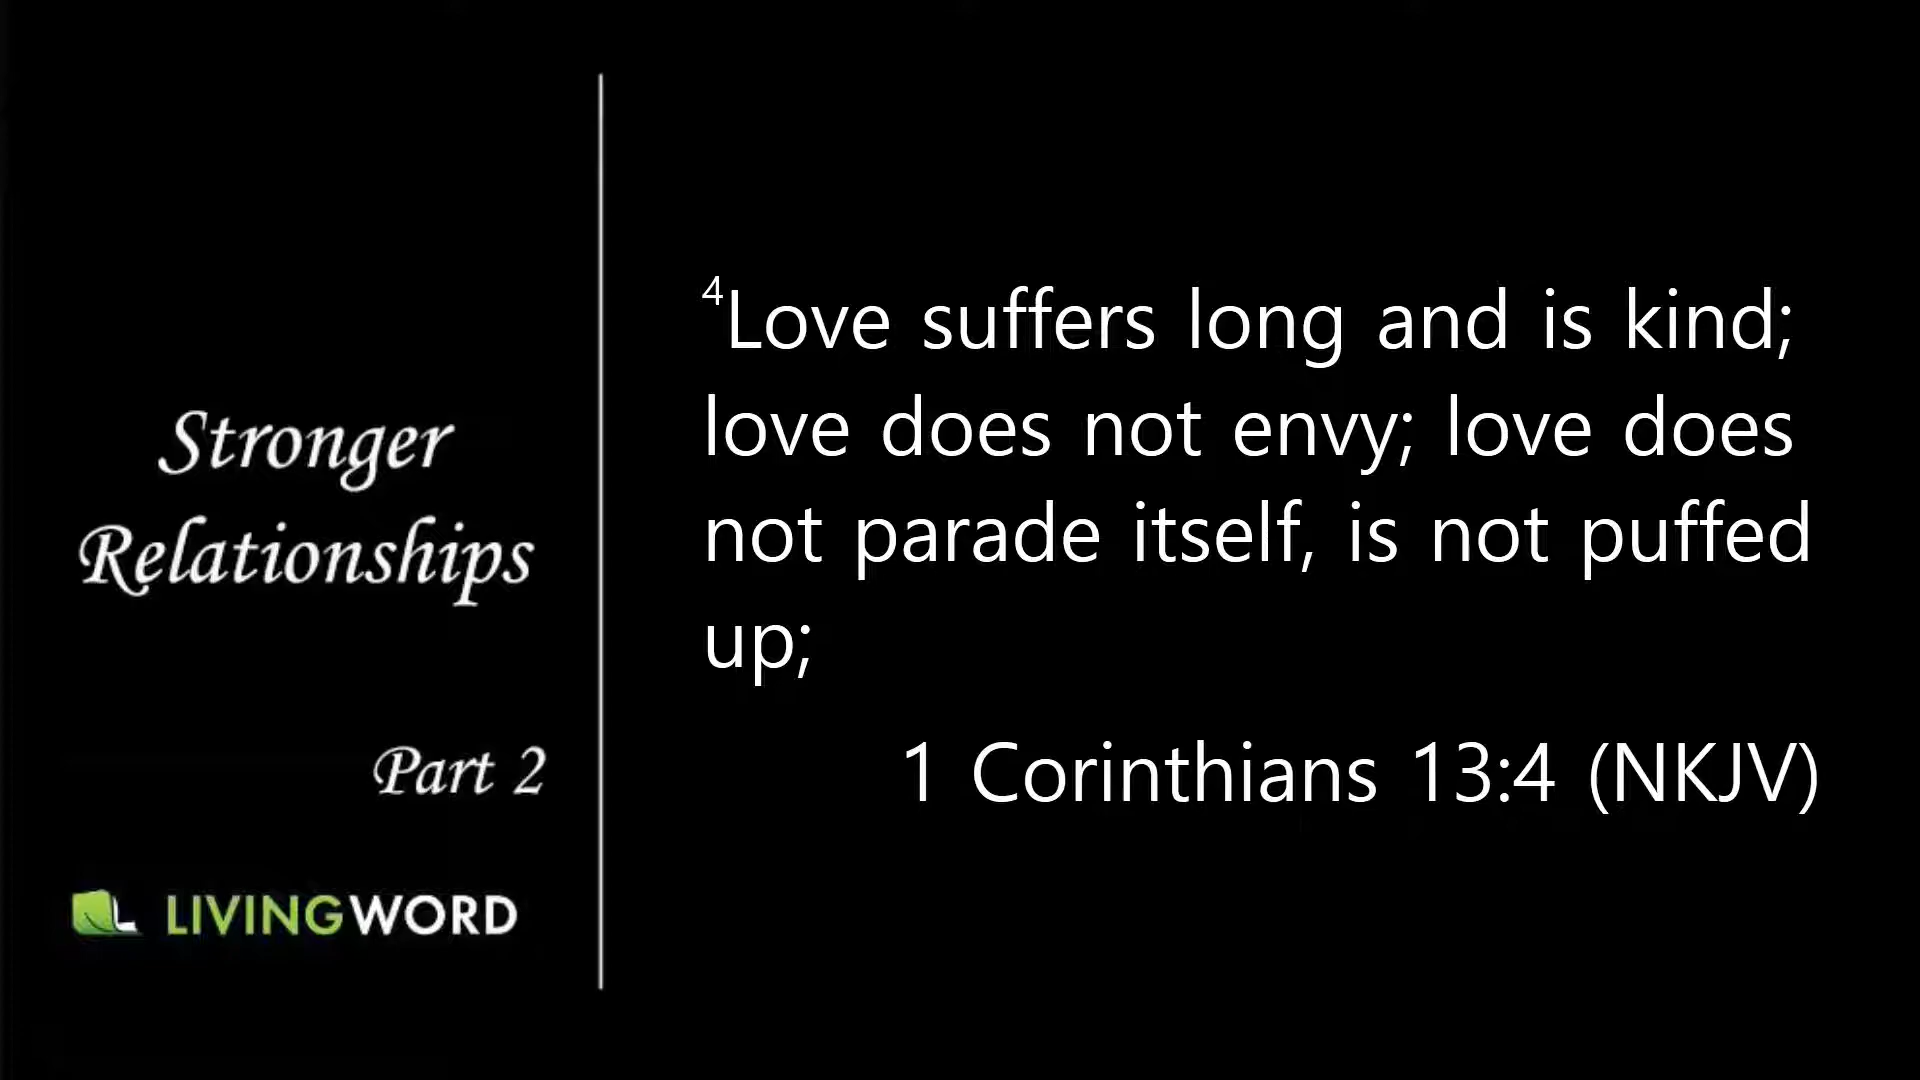 Stronger
Relationships
Part 2
LIVINGWORD
⁴Love suffers long and is kind;
love does not envy; love does
not parade itself, is not puffed
up;
1 Corinthians 13:4 (NKJV)